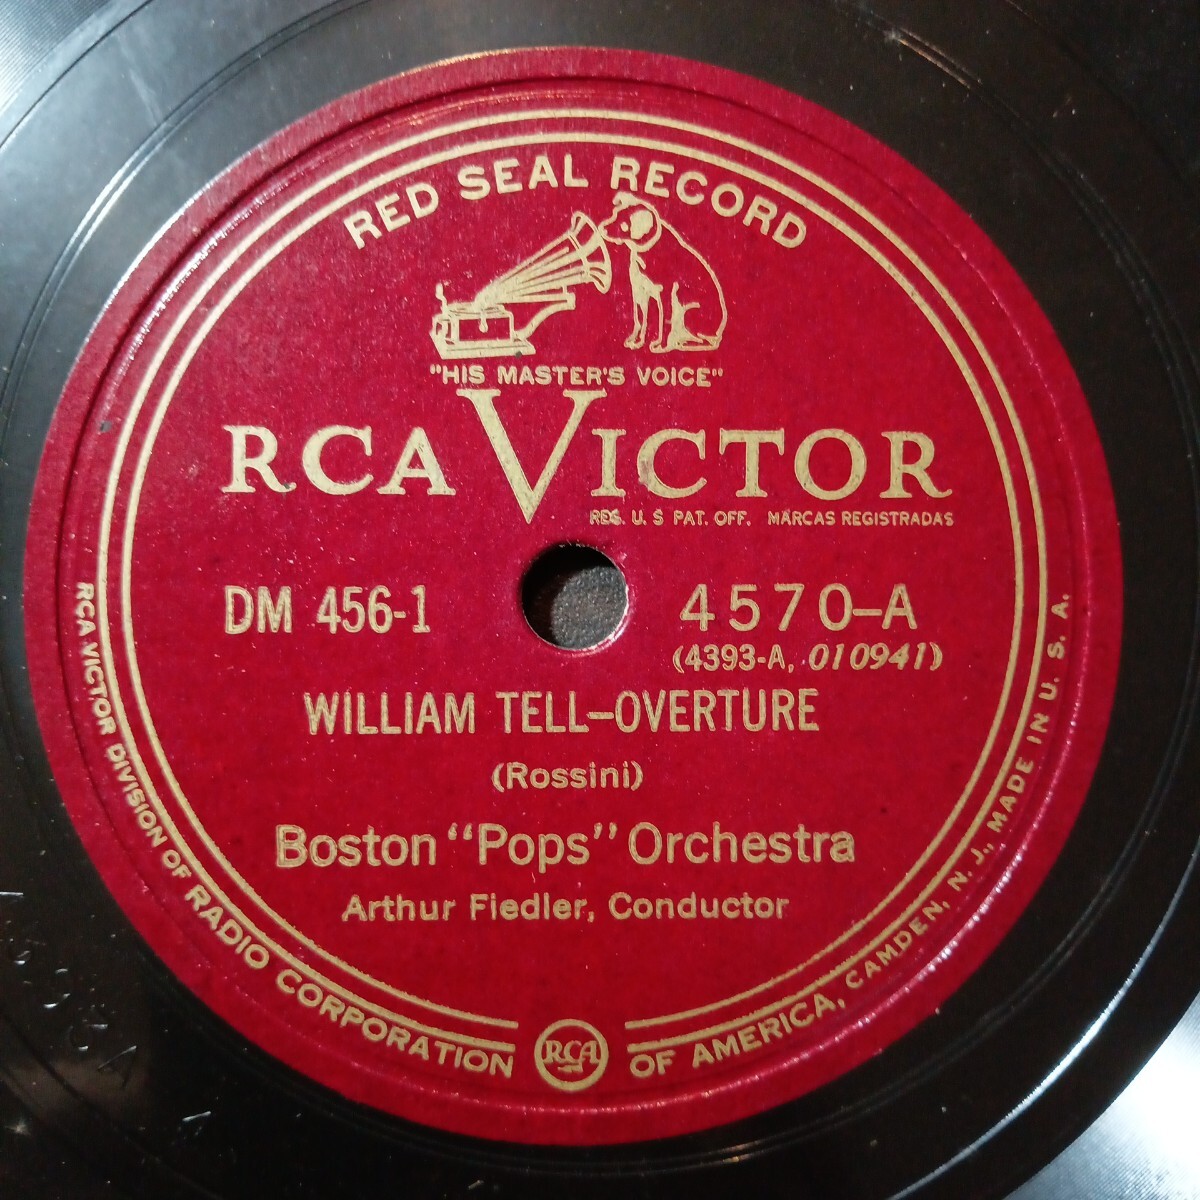 RED SEAL RECORD
"HIS MASTER'S VOICE"
RCA VICTOR
REG. U. S PAT. OFF. MARCAS REGISTRADAS
DM 456-1
4570-A
(4393-A, 010941)
WILLIAM TELL-OVERTURE
(Rossini)
Boston "Pops" Orchestra
Arthur Fiedler, Conductor
RCA VICTOR DIVISION OF RADIO CORPORATION OF AMERICA, CAMDEN, N. J., MADE IN U. S. A.
RCA